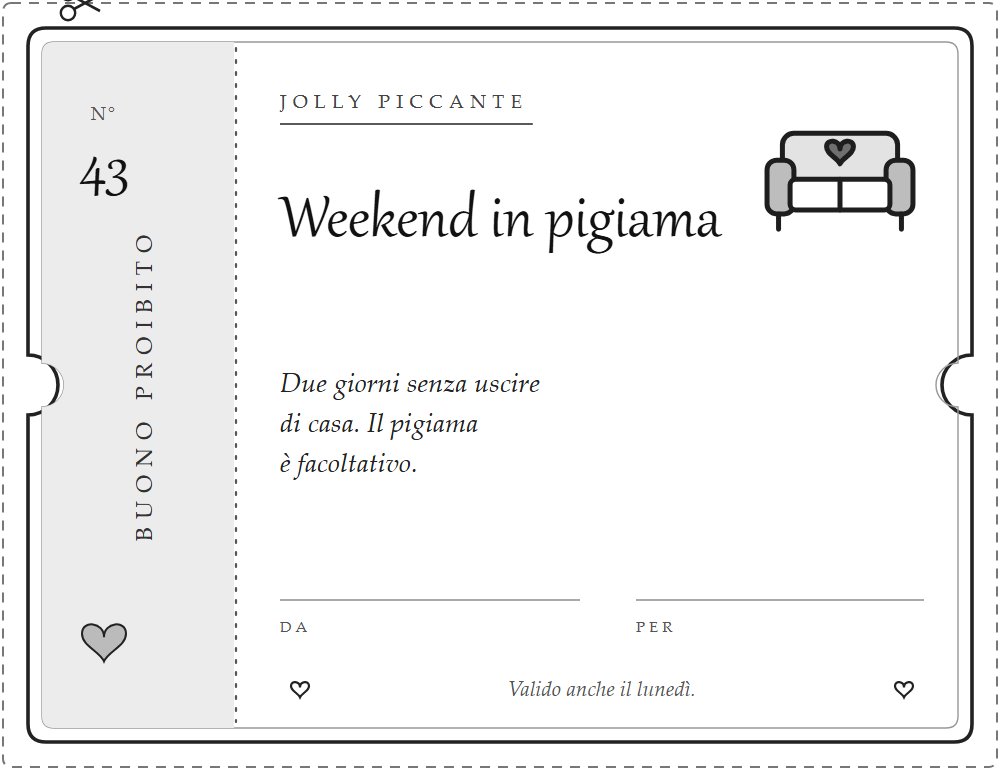 N°
43
BUONO PROIBITO
JOLLY PICCANTE
Weekend in pigiama
Due giorni senza uscire
di casa. Il pigiama
è facoltativo.
DA
PER
Valido anche il lunedì.